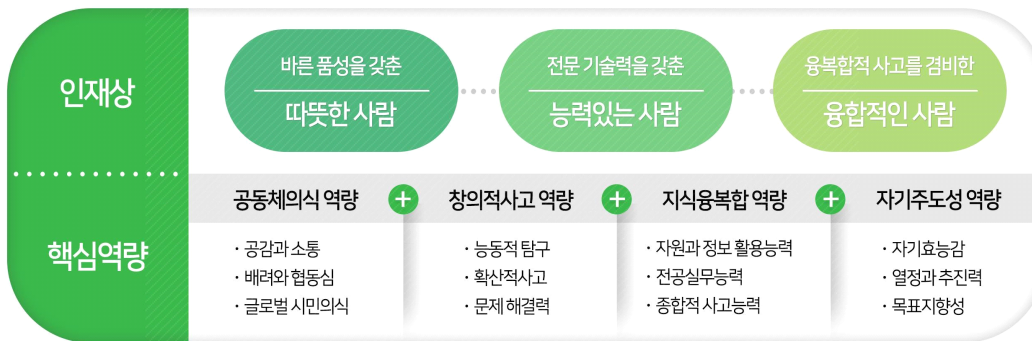 인재상
바른 품성을 갖춘
따뜻한 사람
전문 기술력을 갖춘
능력있는 사람
융복합적 사고를 겸비한
융합적인 사람
핵심역량
공동체의식 역량
· 공감과 소통
· 배려와 협동심
· 글로벌 시민의식
+
창의적사고 역량
· 능동적 탐구
· 확산적사고
· 문제 해결력
+
지식융복합 역량
· 자원과 정보 활용능력
· 전공실무능력
· 종합적 사고능력
+
자기주도성 역량
· 자기효능감
· 열정과 추진력
· 목표지향성